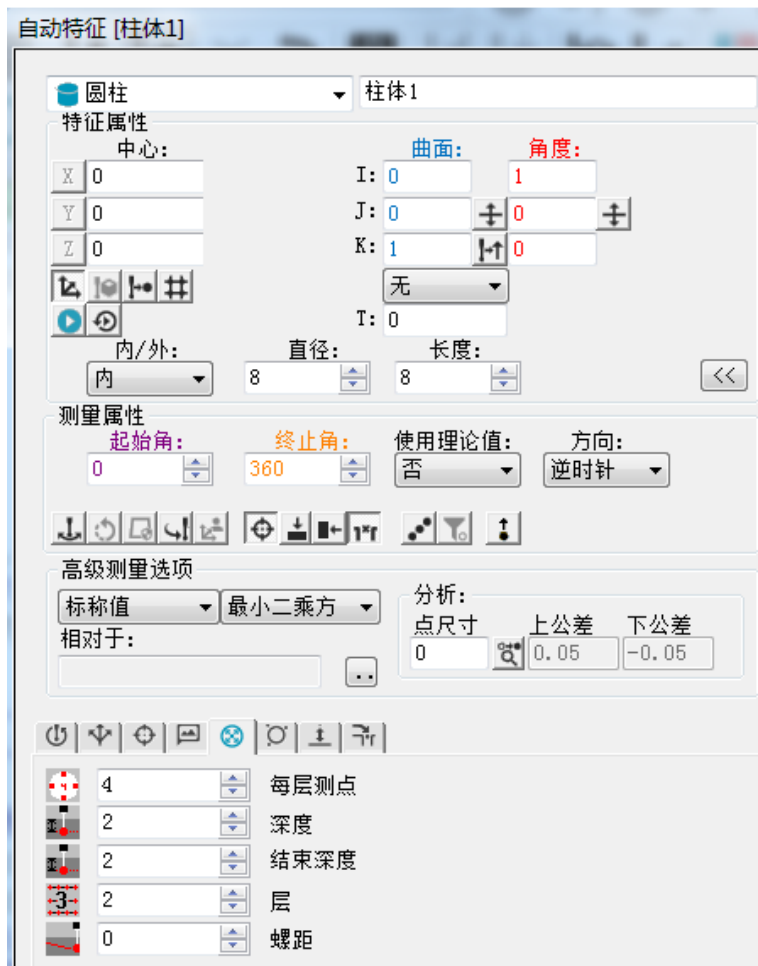 自动特征 [柱体1]
圆柱 柱体1
特征属性
中心: 曲面: 角度:
X 0 I: 0 1
Y 0 J: 0 0
Z 0 K: 1 0
无
T: 0
内/外: 直径: 长度:
内 8 8 <<
测量属性
起始角: 终止角: 使用理论值: 方向:
0 360 否 逆时针
高级测量选项
标称值 最小二乘方 分析:
相对于: 点尺寸 上公差 下公差
0 0.05 -0.05
..
4 每层测点
2 深度
2 结束深度
3 2 层
0 螺距